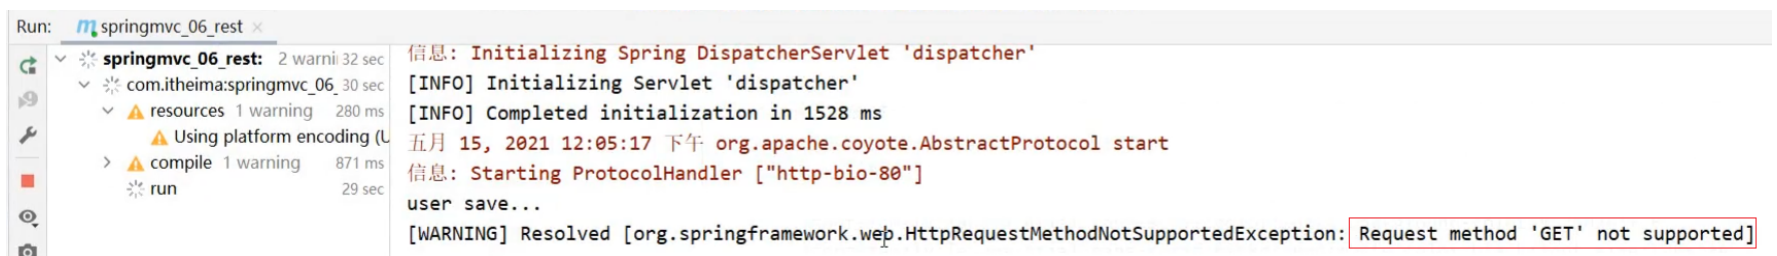 Run: springmvc_06_rest ×
springmvc_06_rest: 2 warni 32 sec
com.itheima:springmvc_06_ 30 sec
resources 1 warning 280 ms
Using platform encoding (U
compile 1 warning 871 ms
run 29 sec
信息: Initializing Spring DispatcherServlet 'dispatcher'
[INFO] Initializing Servlet 'dispatcher'
[INFO] Completed initialization in 1528 ms
五月 15, 2021 12:05:17 下午 org.apache.coyote.AbstractProtocol start
信息: Starting ProtocolHandler ["http-bio-80"]
user save...
[WARNING] Resolved [org.springframework.web.HttpRequestMethodNotSupportedException: Request method 'GET' not supported]